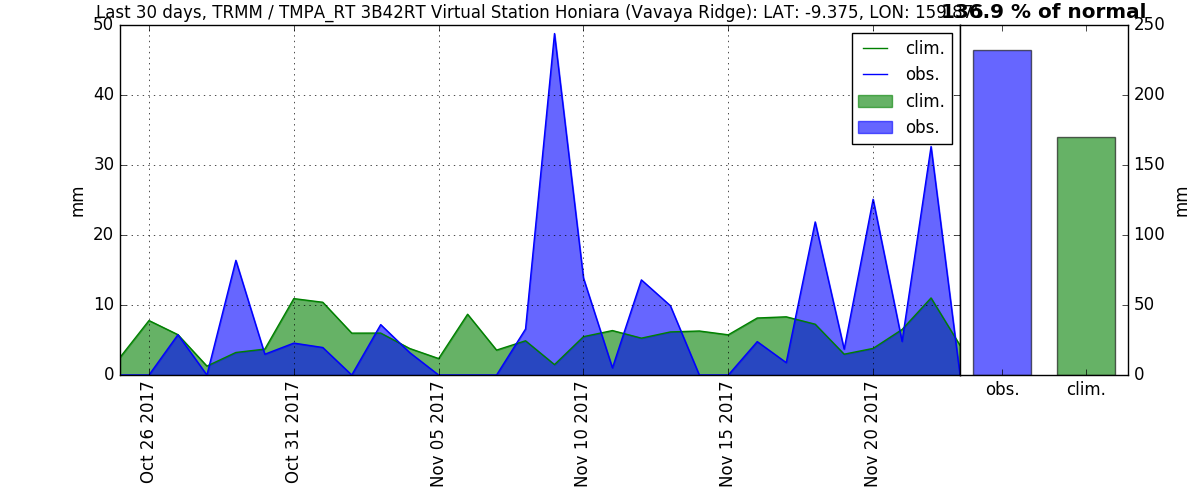 Last 30 days, TRMM / TMPA_RT 3B42RT Virtual Station Honiara (Vavaya Ridge): LAT: -9.375, LON:
136.9 % of normal
50
40
30
20
10
0
mm
clim.
obs.
clim.
obs.
Oct 26 2017
Oct 31 2017
Nov 05 2017
Nov 10 2017
Nov 15 2017
Nov 20 2017
250
200
150
100
50
0
mm
obs.
clim.